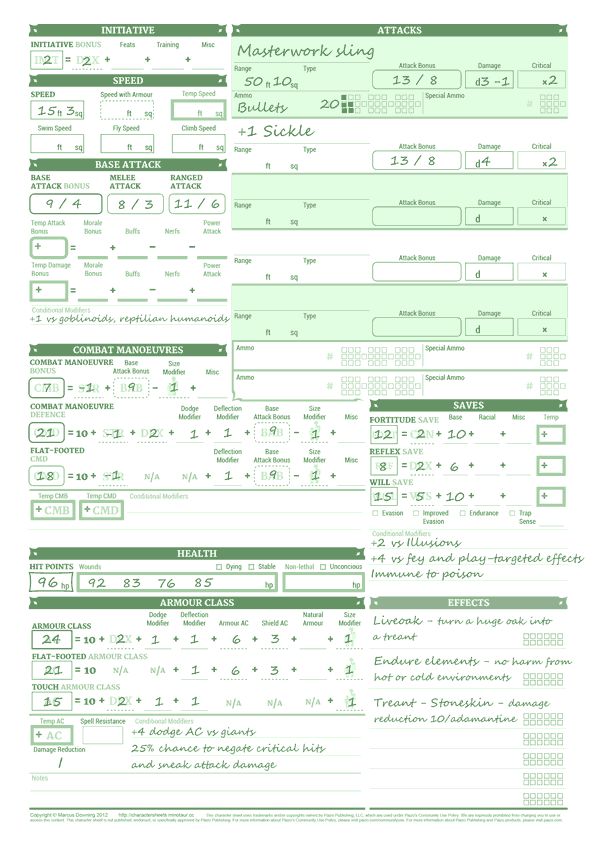 INITIATIVE
INITIATIVE BONUS Feats Training Misc
2 = 2 + + +
SPEED
SPEED Speed with Armour Temp Speed
15 ft 3 sq ft sq ft sq
Swim Speed Fly Speed Climb Speed
ft sq ft sq ft sq
BASE ATTACK
BASE ATTACK BONUS MELEE ATTACK RANGED ATTACK
9 / 4 8 / 3 11 / 6
Temp Attack Bonus Morale Bonus Buffs Nerfs Power Attack
+ = + − −
Temp Damage Bonus Morale Bonus Buffs Nerfs Power Attack
+ = + − +
Conditional Modifiers
+1 vs goblinoids, reptilian humanoids
ATTACKS
Masterwork sling
Range Type Attack Bonus Damage Critical
50 ft 10 sq 13 / 8 d3 -1 x2
Ammo Special Ammo
Bullets 20 #
+1 Sickle
Range Type Attack Bonus Damage Critical
ft sq 13 / 8 d4 x2
Range Type Attack Bonus Damage Critical
ft sq d x
Range Type Attack Bonus Damage Critical
ft sq d x
Range Type Attack Bonus Damage Critical
ft sq d x
Ammo # Special Ammo #
Ammo # Special Ammo #
COMBAT MANOEUVRES
COMBAT MANOEUVRE BONUS Base Attack Bonus Size Modifier Misc
7 = -1 + 9 − 1 +
COMBAT MANOEUVRE DEFENCE Dodge Modifier Deflection Modifier Base Attack Bonus Size Modifier Misc
21 = 10 + -1 + 2 + 1 + 1 + 9 − 1 +
FLAT-FOOTED CMD Deflection Modifier Base Attack Bonus Size Modifier Misc
18 = 10 + -1 N/A N/A + 1 + 9 − 1 +
Temp CMB Temp CMD Conditional Modifiers
+ CMB + CMD
SAVES
FORTITUDE SAVE Base Racial Misc Temp
12 = 2 + 10 + + +
REFLEX SAVE
8 = 2 + 6 + + +
WILL SAVE
15 = 5 + 10 + + +
Evasion Improved Evasion Endurance Trap Sense
Conditional Modifiers
+2 vs Illusions
+4 vs fey and play-targeted effects
Immune to poison
HEALTH
HIT POINTS Wounds Dying Stable Non-lethal Unconcious
96 hp 92 83 76 85 hp hp
ARMOUR CLASS
ARMOUR CLASS Dodge Modifier Deflection Modifier Armour AC Shield AC Natural Armour Size Modifier
24 = 10 + 2 + 1 + 1 + 6 + 3 + + 1
FLAT-FOOTED ARMOUR CLASS
21 = 10 N/A N/A + 1 + 6 + 3 + + 1
TOUCH ARMOUR CLASS
15 = 10 + 2 + 1 + 1 N/A N/A N/A + 1
Temp AC Spell Resistance Conditional Modifiers
+ AC +4 dodge AC vs giants
Damage Reduction 25% chance to negate critical hits
1 and sneak attack damage
Notes
EFFECTS
Liveoak - turn a huge oak into
a treant
Endure elements - no harm from
hot or cold environments
Treant - Stoneskin - damage
reduction 10/adamantine
Copyright © Marcus Downing 2012 http://charactersheets.minotaur.cc